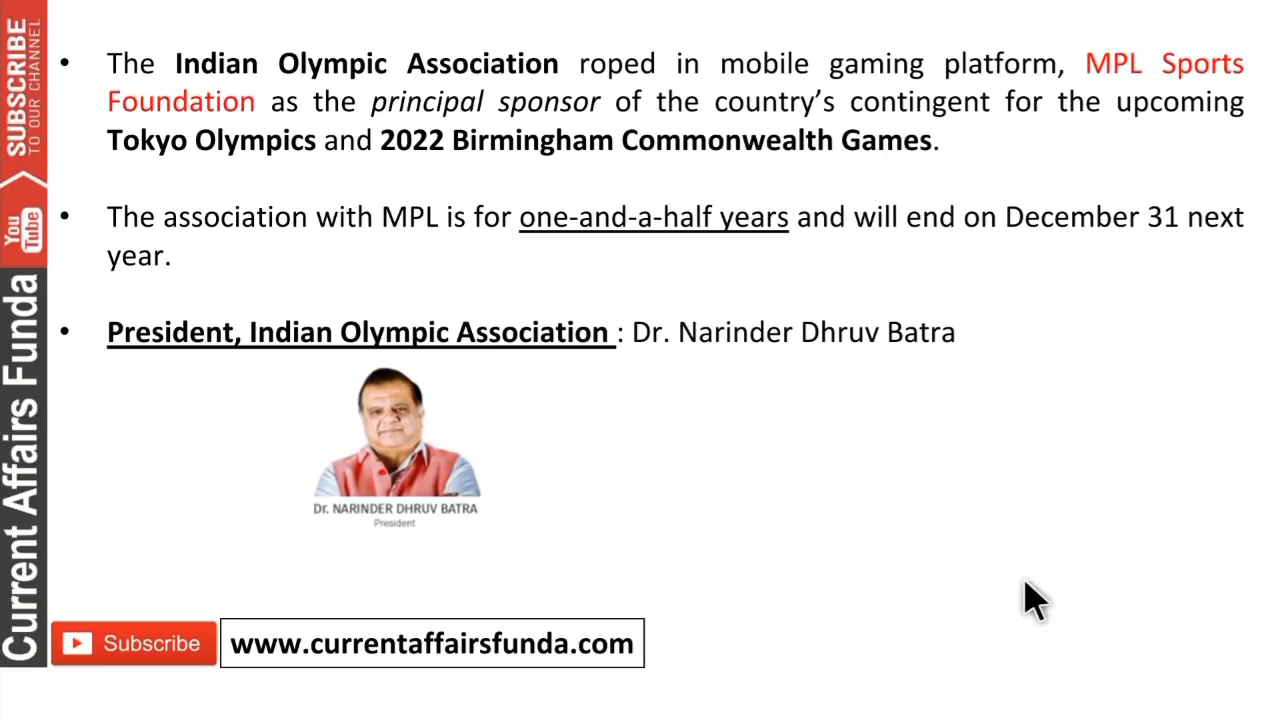 • The Indian Olympic Association roped in mobile gaming platform, MPL Sports
Foundation as the principal sponsor of the country’s contingent for the upcoming
Tokyo Olympics and 2022 Birmingham Commonwealth Games.
• The association with MPL is for one-and-a-half years and will end on December 31 next
year.
• President, Indian Olympic Association : Dr. Narinder Dhruv Batra
Dr. NARINDER DHRUV BATRA
President
SUBSCRIBE
TO OUR CHANNEL
You
Tube
Current Affairs Funda
Subscribe
www.currentaffairsfunda.com